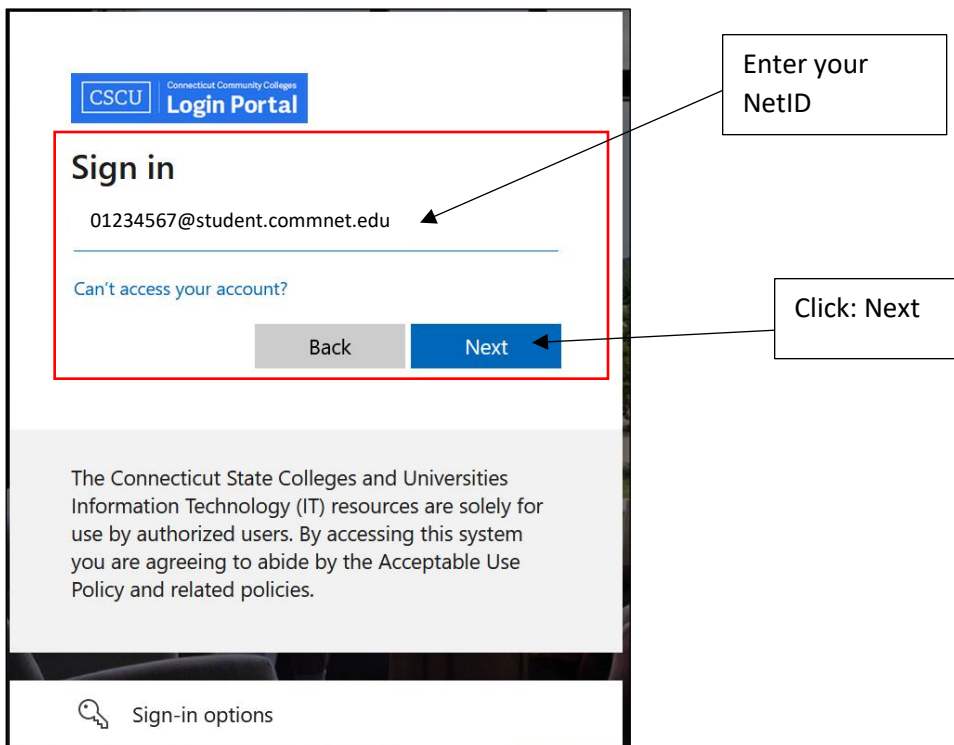 CSCU
Connecticut Community Colleges
Login Portal
Enter your
NetID
Sign in
01234567@student.commnet.edu
Can't access your account?
Click: Next
Back
Next
The Connecticut State Colleges and Universities
Information Technology (IT) resources are solely for
use by authorized users. By accessing this system
you are agreeing to abide by the Acceptable Use
Policy and related policies.
Sign-in options